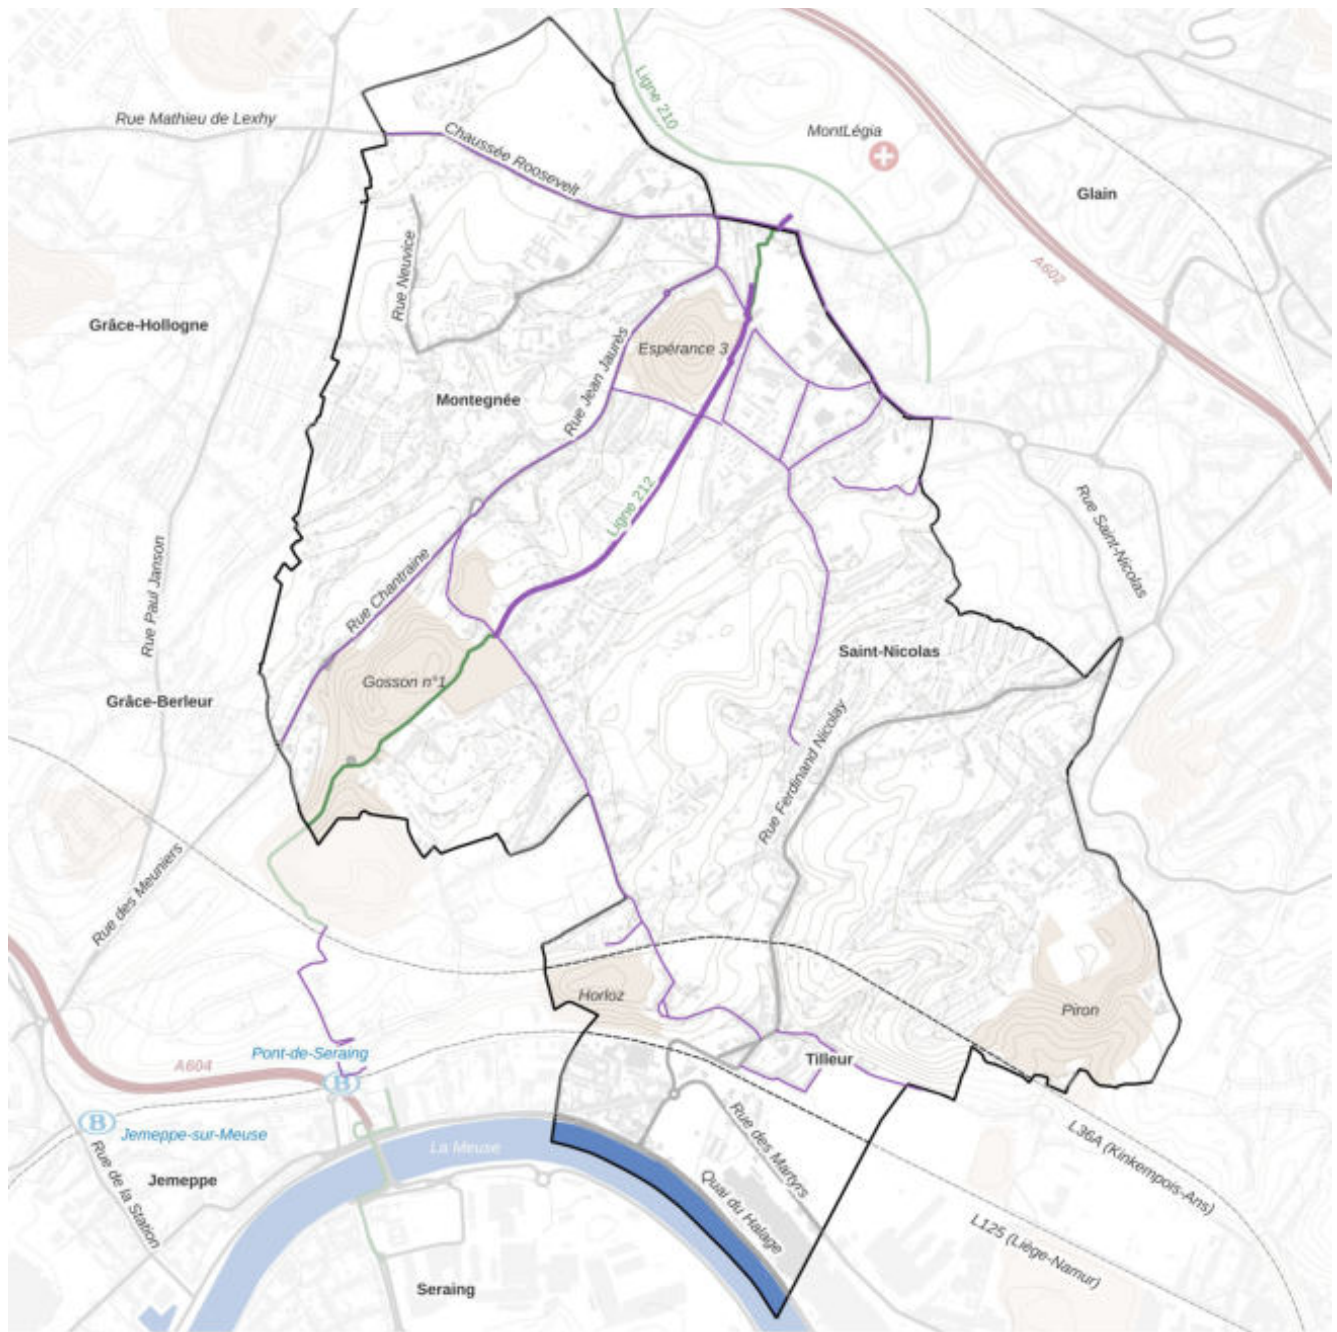 Ligne 210
Rue Mathieu de Lexhy
Chaussée Roosevelt
MontLégia
Glain
A602
Rue Neuvice
Grâce-Hollogne
Espérance 3
Rue Jean Jaurès
Montegnée
Ligne 212
Rue Saint-Nicolas
Rue Paul Janson
Rue Chantraine
Saint-Nicolas
Gosson n°1
Grâce-Berleur
Rue Ferdinand Nicolay
Rue des Meuniers
Horloz
Piron
Pont-de-Seraing
A604
B
Tilleur
B
Jemeppe-sur-Meuse
La Meuse
Rue des Martyrs
L36A (Kinkempois-Ans)
Jemeppe
Rue de la Station
Quai du Halage
L125 (Liège-Namur)
Seraing